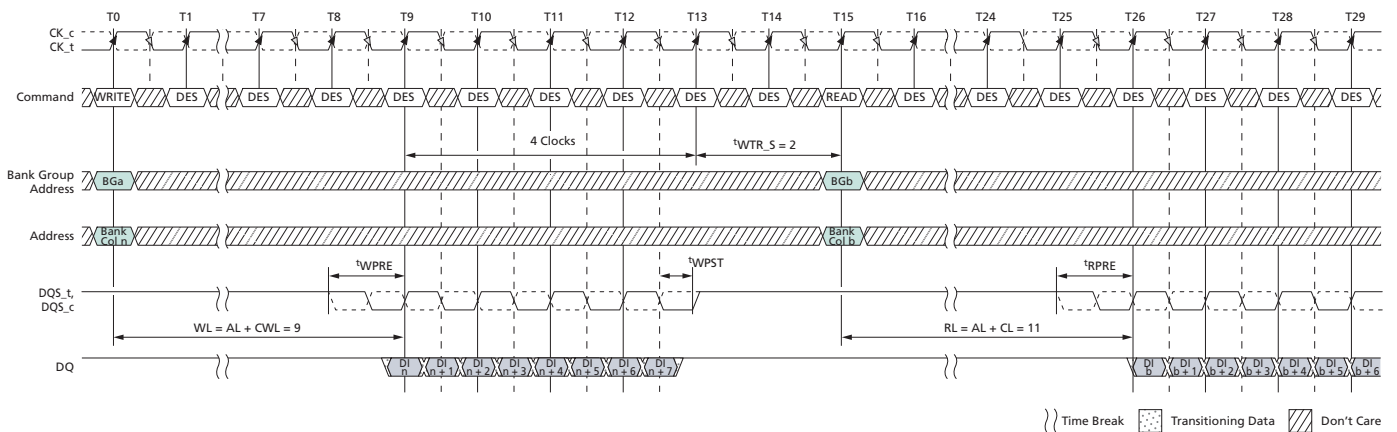 T0 T1 T7 T8 T9 T10 T11 T12 T13 T14 T15 T16 T24 T25 T26 T27 T28 T29
CK_c
CK_t
Command WRITE DES DES DES DES DES DES DES DES DES READ DES DES DES DES DES DES DES
4 Clocks tWTR_S = 2
Bank Group
Address
BGa BGb
Address
Bank
Col n
Bank
Col b
tWPRE tWPST tRPRE
DQS_t,
DQS_c
WL = AL + CWL = 9 RL = AL + CL = 11
DQ
DI
n
DI
n + 1
DI
n + 2
DI
n + 3
DI
n + 4
DI
n + 5
DI
n + 6
DI
n + 7
DI
b
DI
b + 1
DI
b + 2
DI
b + 3
DI
b + 4
DI
b + 5
DI
b + 6
Time Break Transitioning Data Don't Care